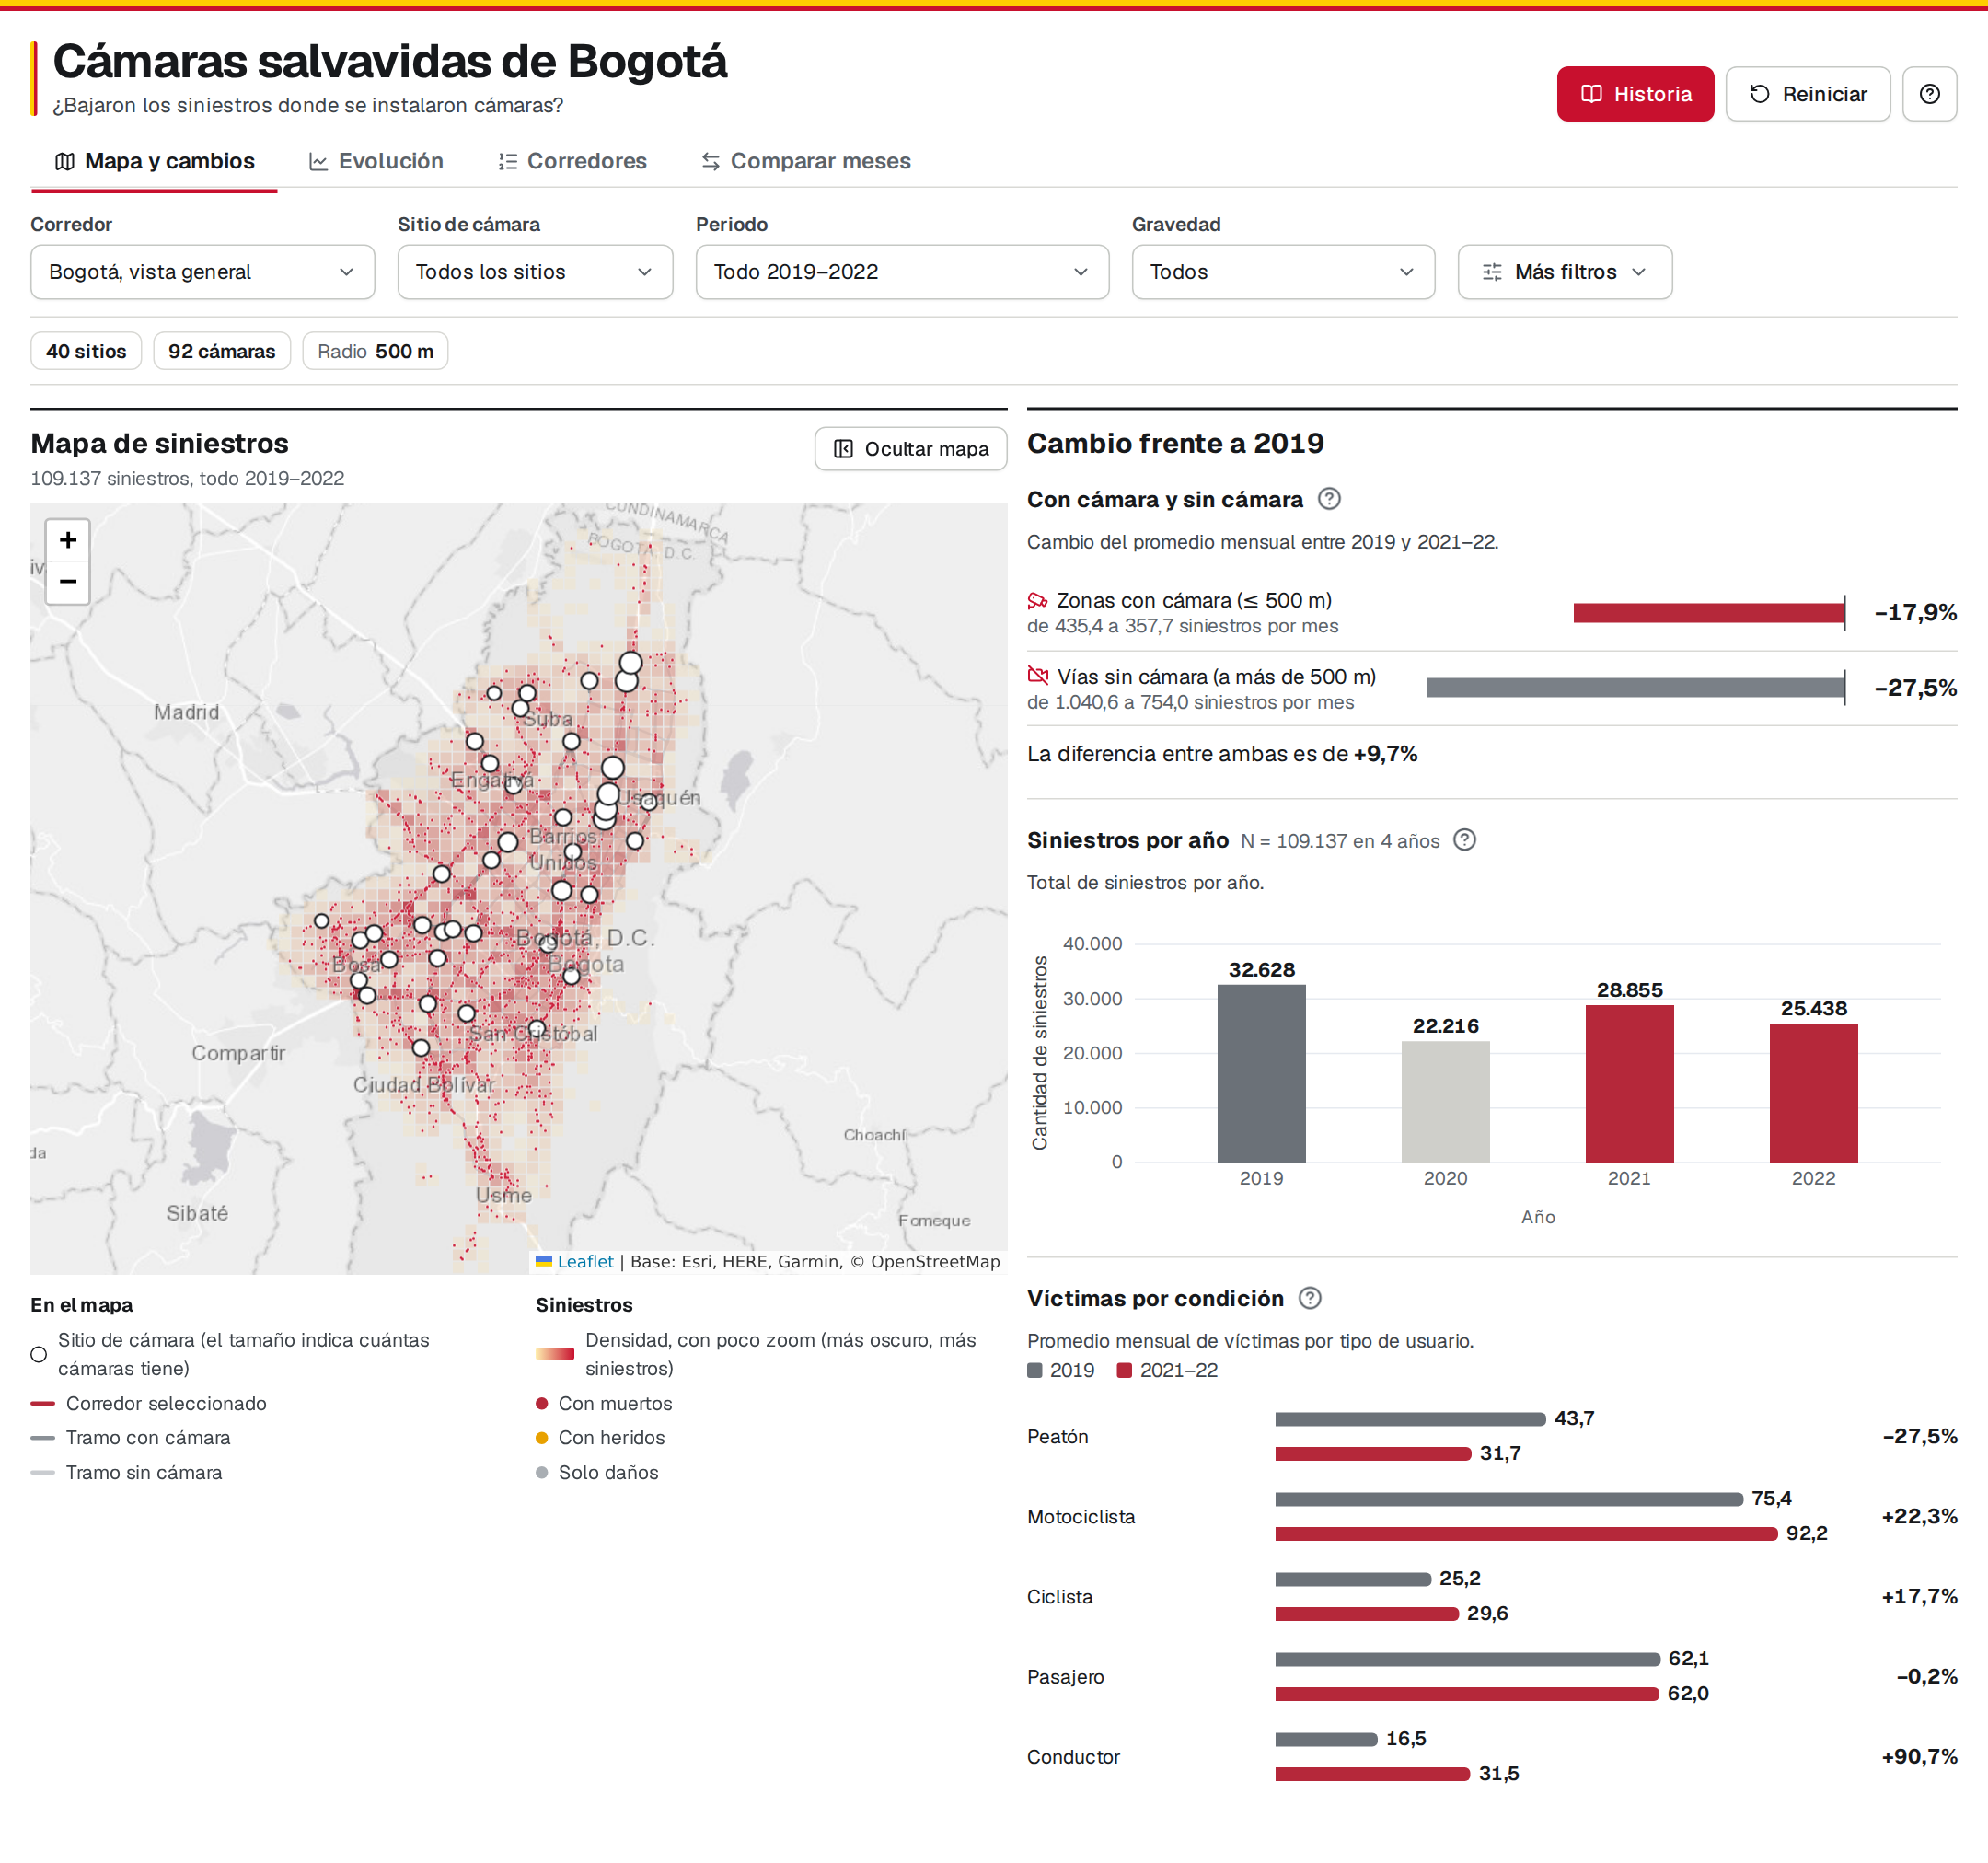 Cámaras salvavidas de Bogotá
¿Bajaron los siniestros donde se instalaron cámaras?
Historia
Reiniciar
Mapa y cambios
Evolución
Corredores
Comparar meses
Corredor
Sitio de cámara
Periodo
Gravedad
Bogotá, vista general
Todos los sitios
Todo 2019–2022
Todos
Más filtros
40 sitios
92 cámaras
Radio 500 m
Mapa de siniestros
109.137 siniestros, todo 2019–2022
Ocultar mapa
+
−
CUNDINAMARCA
BOGOTÁ, D.C.
Madrid
Suba
Engativá
Usaquén
Barrios
Unidos
Bogotá, D.C.
Bogota
Bosa
San Cristóbal
Compartir
Ciudad Bolívar
Choachí
da
Usme
Sibaté
Fomeque
Leaflet | Base: Esri, HERE, Garmin, © OpenStreetMap
En el mapa
Sitio de cámara (el tamaño indica cuántas
cámaras tiene)
Corredor seleccionado
Tramo con cámara
Tramo sin cámara
Siniestros
Densidad, con poco zoom (más oscuro, más
siniestros)
Con muertos
Con heridos
Solo daños
Cambio frente a 2019
Con cámara y sin cámara
Cambio del promedio mensual entre 2019 y 2021–22.
Zonas con cámara (≤ 500 m)
de 435,4 a 357,7 siniestros por mes
−17,9%
Vías sin cámara (a más de 500 m)
de 1.040,6 a 754,0 siniestros por mes
−27,5%
La diferencia entre ambas es de +9,7%
Siniestros por año N = 109.137 en 4 años
Total de siniestros por año.
Cantidad de siniestros
40.000
30.000
20.000
10.000
0
32.628
22.216
28.855
25.438
2019
2020
2021
2022
Año
Víctimas por condición
Promedio mensual de víctimas por tipo de usuario.
2019
2021–22
Peatón
43,7
31,7
−27,5%
Motociclista
75,4
92,2
+22,3%
Ciclista
25,2
29,6
+17,7%
Pasajero
62,1
62,0
−0,2%
Conductor
16,5
31,5
+90,7%